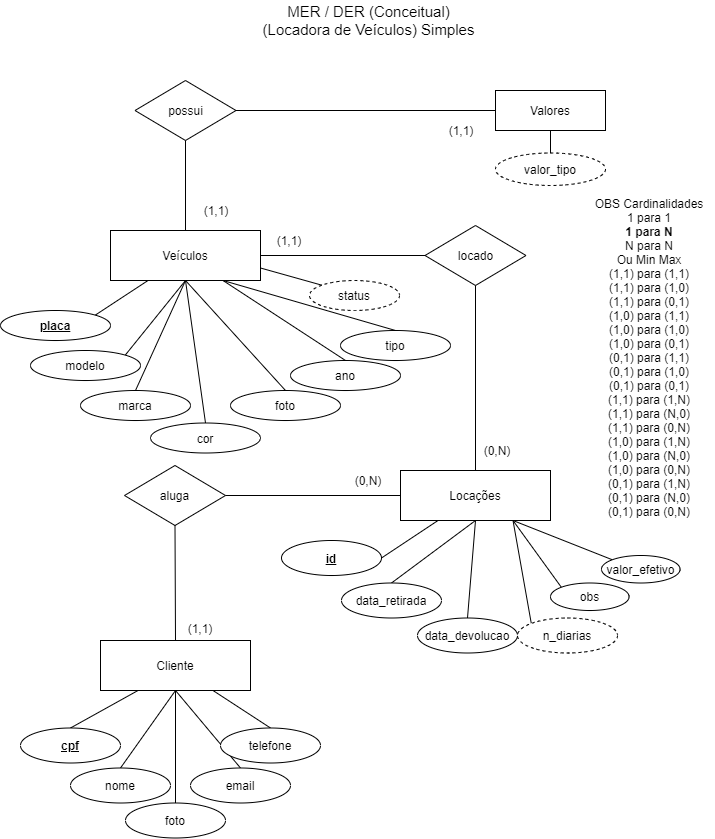 MER / DER (Conceitual)
(Locadora de Veículos) Simples
possui
Valores
(1,1)
valor_tipo
OBS Cardinalidades
1 para 1
1 para N
N para N
Ou Min Max
(1,1) para (1,1)
(1,1) para (1,0)
(1,1) para (0,1)
(1,0) para (1,1)
(1,0) para (1,0)
(1,0) para (0,1)
(0,1) para (1,1)
(0,1) para (1,0)
(0,1) para (0,1)
(1,1) para (1,N)
(1,1) para (N,0)
(1,1) para (0,N)
(1,0) para (1,N)
(1,0) para (N,0)
(1,0) para (0,N)
(0,1) para (1,N)
(0,1) para (N,0)
(0,1) para (0,N)
(1,1)
Veículos
(1,1)
locado
status
placa
tipo
modelo
ano
marca
foto
cor
(0,N)
aluga
(0,N)
Locações
id
valor_efetivo
data_retirada
obs
data_devolucao
n_diarias
(1,1)
Cliente
cpf
telefone
nome
email
foto